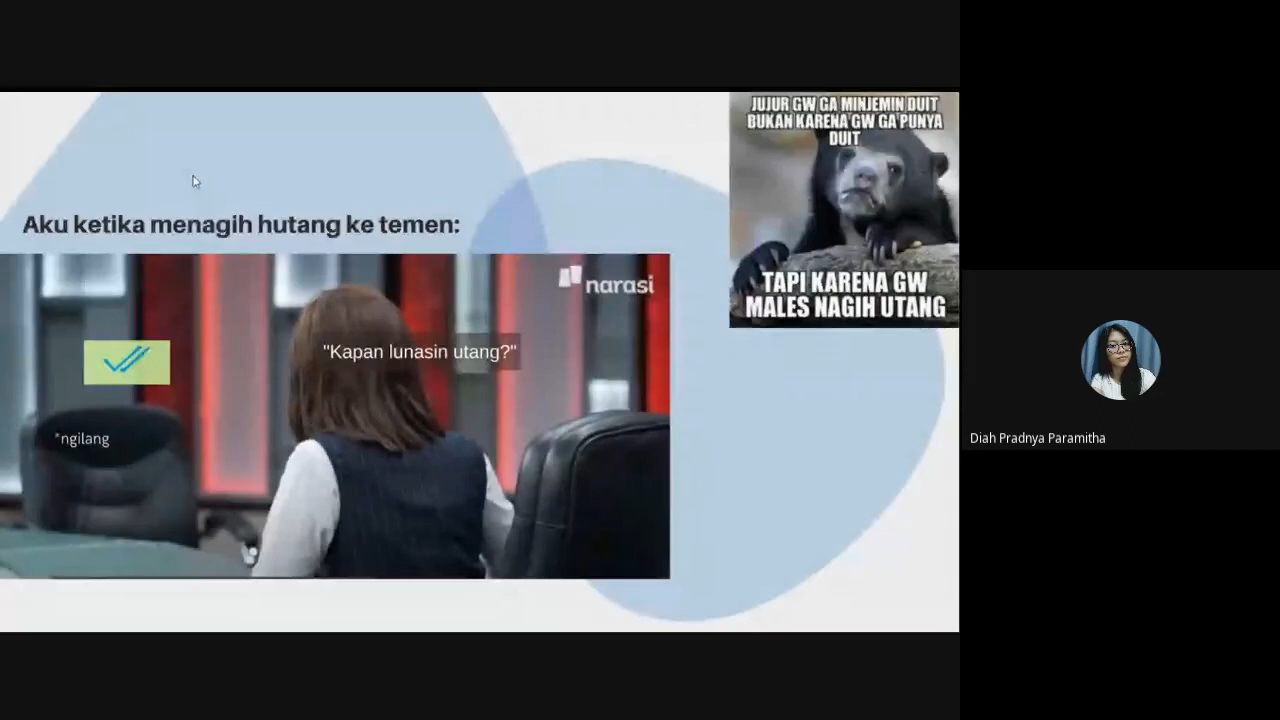 JUJUR GW GA MINJEMIN DUIT
BUKAN KARENA GW GA PUNYA
DUIT
TAPI KARENA GW
MALES NAGIH UTANG
Aku ketika menagih hutang ke temen:
narasi
"Kapan lunasin utang?"
*ngilang
Diah Pradnya Paramitha